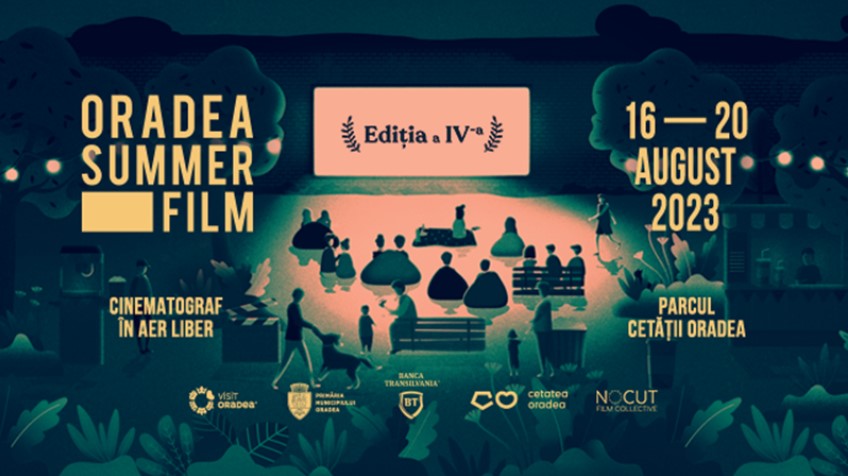 ORADEA
SUMMER
FILM
Ediția a IV-a
16 — 20
AUGUST
2023
CINEMATOGRAF
ÎN AER LIBER
PARCUL
CETĂȚII ORADEA
VISIT
ORADEA
PRIMĂRIA
MUNICIPIULUI
ORADEA
BANCA
TRANSILVANIA
BT
cetatea
oradea
NOCUT
FILM COLLECTIVE